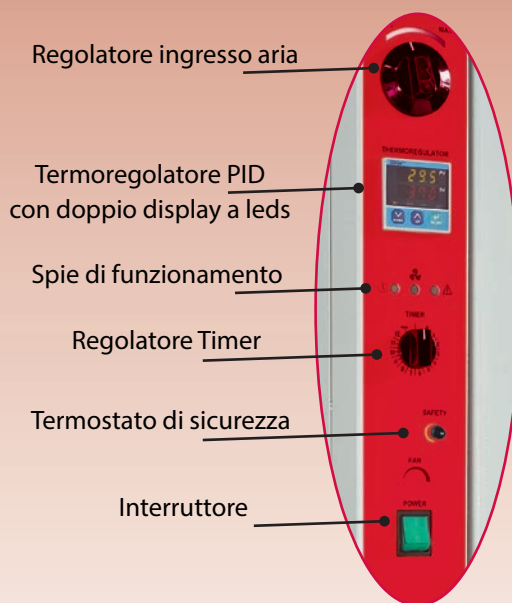 Regolatore ingresso aria
THERMOREGULATOR
295
Termoregolatore PID
con doppio display a leds
Spie di funzionamento
TIMER
Regolatore Timer
SAFETY
Termostato di sicurezza
FAN
POWER
Interruttore